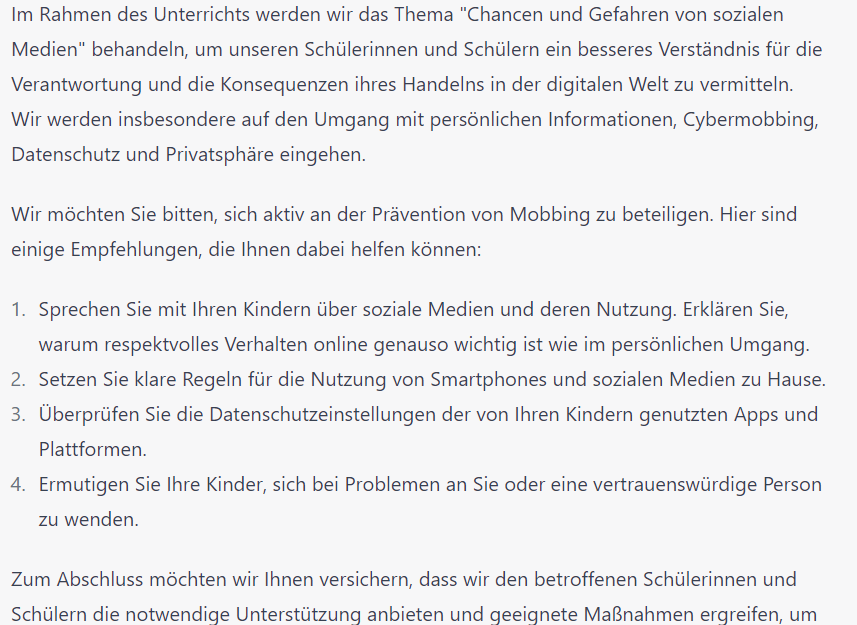 Im Rahmen des Unterrichts werden wir das Thema "Chancen und Gefahren von sozialen
Medien" behandeln, um unseren Schülerinnen und Schülern ein besseres Verständnis für die
Verantwortung und die Konsequenzen ihres Handelns in der digitalen Welt zu vermitteln.
Wir werden insbesondere auf den Umgang mit persönlichen Informationen, Cybermobbing,
Datenschutz und Privatsphäre eingehen.
Wir möchten Sie bitten, sich aktiv an der Prävention von Mobbing zu beteiligen. Hier sind
einige Empfehlungen, die Ihnen dabei helfen können:
1. Sprechen Sie mit Ihren Kindern über soziale Medien und deren Nutzung. Erklären Sie,
warum respektvolles Verhalten online genauso wichtig ist wie im persönlichen Umgang.
2. Setzen Sie klare Regeln für die Nutzung von Smartphones und sozialen Medien zu Hause.
3. Überprüfen Sie die Datenschutzeinstellungen der von Ihren Kindern genutzten Apps und
Plattformen.
4. Ermutigen Sie Ihre Kinder, sich bei Problemen an Sie oder eine vertrauenswürdige Person
zu wenden.
Zum Abschluss möchten wir Ihnen versichern, dass wir den betroffenen Schülerinnen und
Schülern die notwendige Unterstützung anbieten und geeignete Maßnahmen ergreifen, um